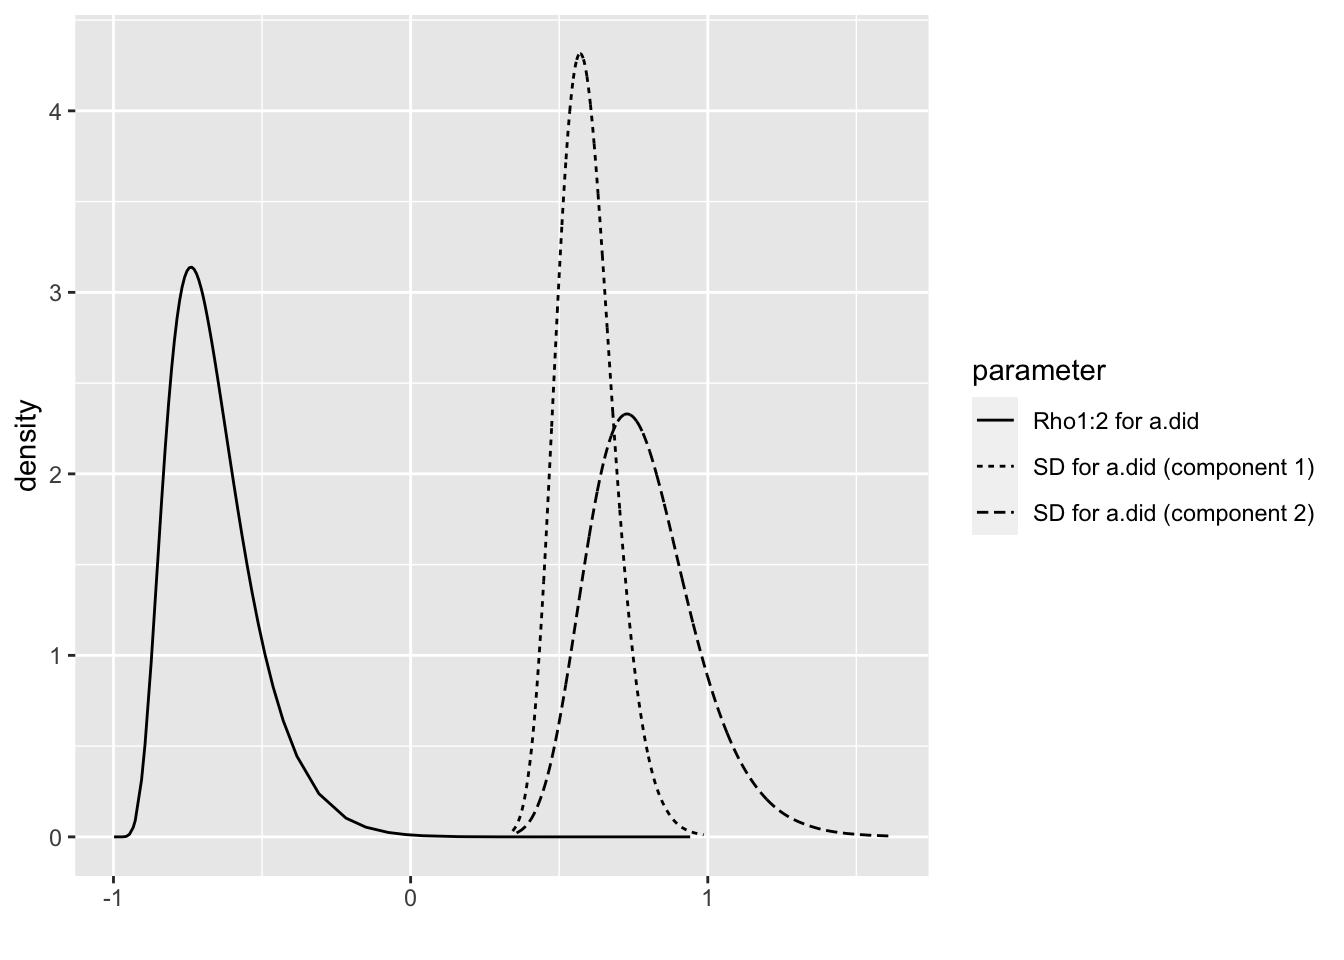 4
3
2
1
0
density
-1
0
1
parameter
Rho1:2 for a.did
SD for a.did (component 1)
SD for a.did (component 2)